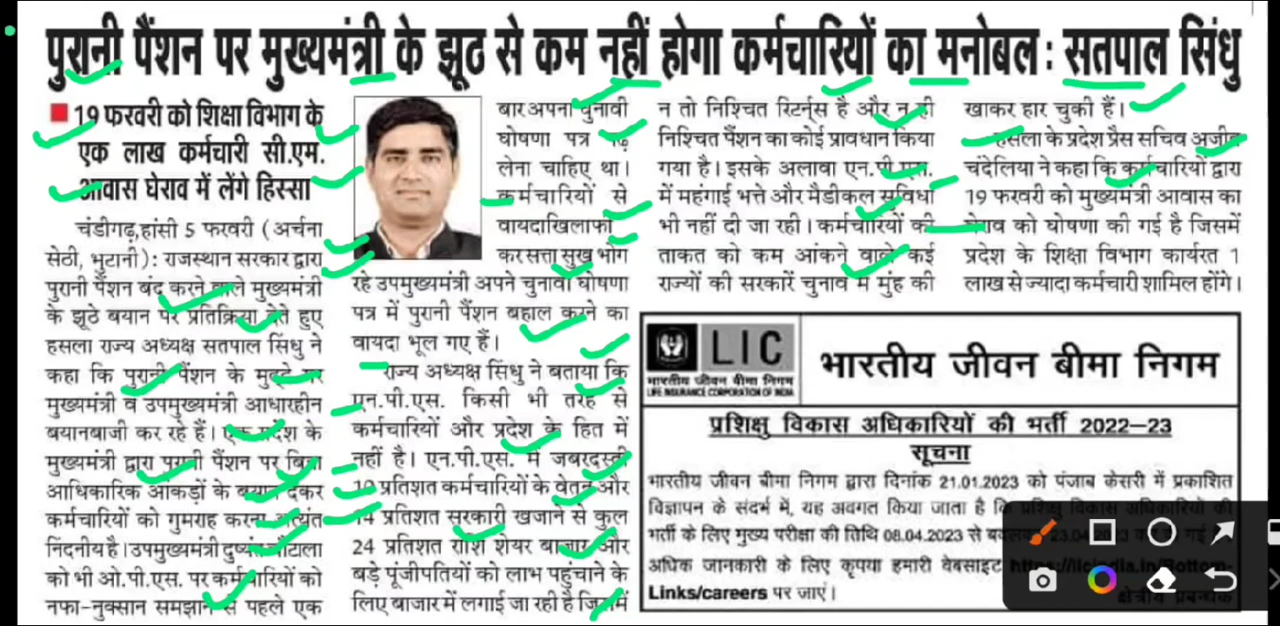 पुरानी पैंशन पर मुख्यमंत्री के झूठ से कम नहीं होगा कर्मचारियों का मनोबल : सतपाल सिंधु
19 फरवरी को शिक्षा विभाग के
एक लाख कर्मचारी सी.एम.
आवास घेराव में लेंगे हिस्सा
चंडीगढ़,हांसी 5 फरवरी (अर्चना
सेठी, भुटानी): राजस्थान सरकार द्वारा
पुरानी पैंशन बंद करने वाले मुख्यमंत्री
के झूठे बयान पर प्रतिक्रिया देते हुए
हसला राज्य अध्यक्ष सतपाल सिंधु ने
कहा कि पुरानी पैंशन के मुद्दे पर
मुख्यमंत्री व उपमुख्यमंत्री आधारहीन
बयानबाजी कर रहे हैं। एक प्रदेश के
मुख्यमंत्री द्वारा पुरानी पैंशन पर बिना
आधिकारिक आंकड़ों के बयान देकर
कर्मचारियों को गुमराह करना अत्यंत
निंदनीय है। उपमुख्यमंत्री दुष्यंत चौटाला
को भी ओ.पी.एस. पर कर्मचारियों को
नफा-नुक्सान समझाने से पहले एक
बार अपना चुनावी
घोषणा पत्र पढ़
लेना चाहिए था।
कर्मचारियों से
वायदाखिलाफी
कर सत्ता सुख भोग
रहे उपमुख्यमंत्री अपने चुनावी घोषणा
पत्र में पुरानी पैंशन बहाल करने का
वायदा भूल गए हैं।
राज्य अध्यक्ष सिंधु ने बताया कि
एन.पी.एस. किसी भी तरह से
कर्मचारियों और प्रदेश के हित में
नहीं है। एन.पी.एस. में जबरदस्ती
10 प्रतिशत कर्मचारियों के वेतन और
14 प्रतिशत सरकारी खजाने से कुल
24 प्रतिशत राशि शेयर बाजार और
बड़े पूंजीपतियों को लाभ पहुंचाने के
लिए बाजार में लगाई जा रही है जिसमें
न तो निश्चित रिटर्न्स है और न ही
निश्चित पैंशन का कोई प्रावधान किया
गया है। इसके अलावा एन.पी.एस.
में महंगाई भत्ते और मैडीकल सुविधा
भी नहीं दी जा रही। कर्मचारियों की
ताकत को कम आंकने वाले कई
राज्यों की सरकारें चुनाव में मुंह की
खाकर हार चुकी हैं।
हसला के प्रदेश प्रैस सचिव अजीत
चंदेलिया ने कहा कि कर्मचारियों द्वारा
19 फरवरी को मुख्यमंत्री आवास का
घेराव को घोषणा की गई है जिसमें
प्रदेश के शिक्षा विभाग कार्यरत 1
लाख से ज्यादा कर्मचारी शामिल होंगे।
LIC
भारतीय जीवन बीमा निगम
LIFE INSURANCE CORPORATION OF INDIA
भारतीय जीवन बीमा निगम
प्रशिक्षु विकास अधिकारियों की भर्ती 2022–23
सूचना
भारतीय जीवन बीमा निगम द्वारा दिनांक 21.01.2023 को पंजाब केसरी में प्रकाशित
विज्ञापन के संदर्भ में, यह अवगत किया जाता है कि प्रशिक्षु विकास अधिकारियों की
भर्ती के लिए मुख्य परीक्षा की तिथि 08.04.2023 से 23.04.2023
अधिक जानकारी के लिए कृपया हमारी वेबसाइट
Links/careers पर जाएं।
क्षेत्रीय प्रबन्धक